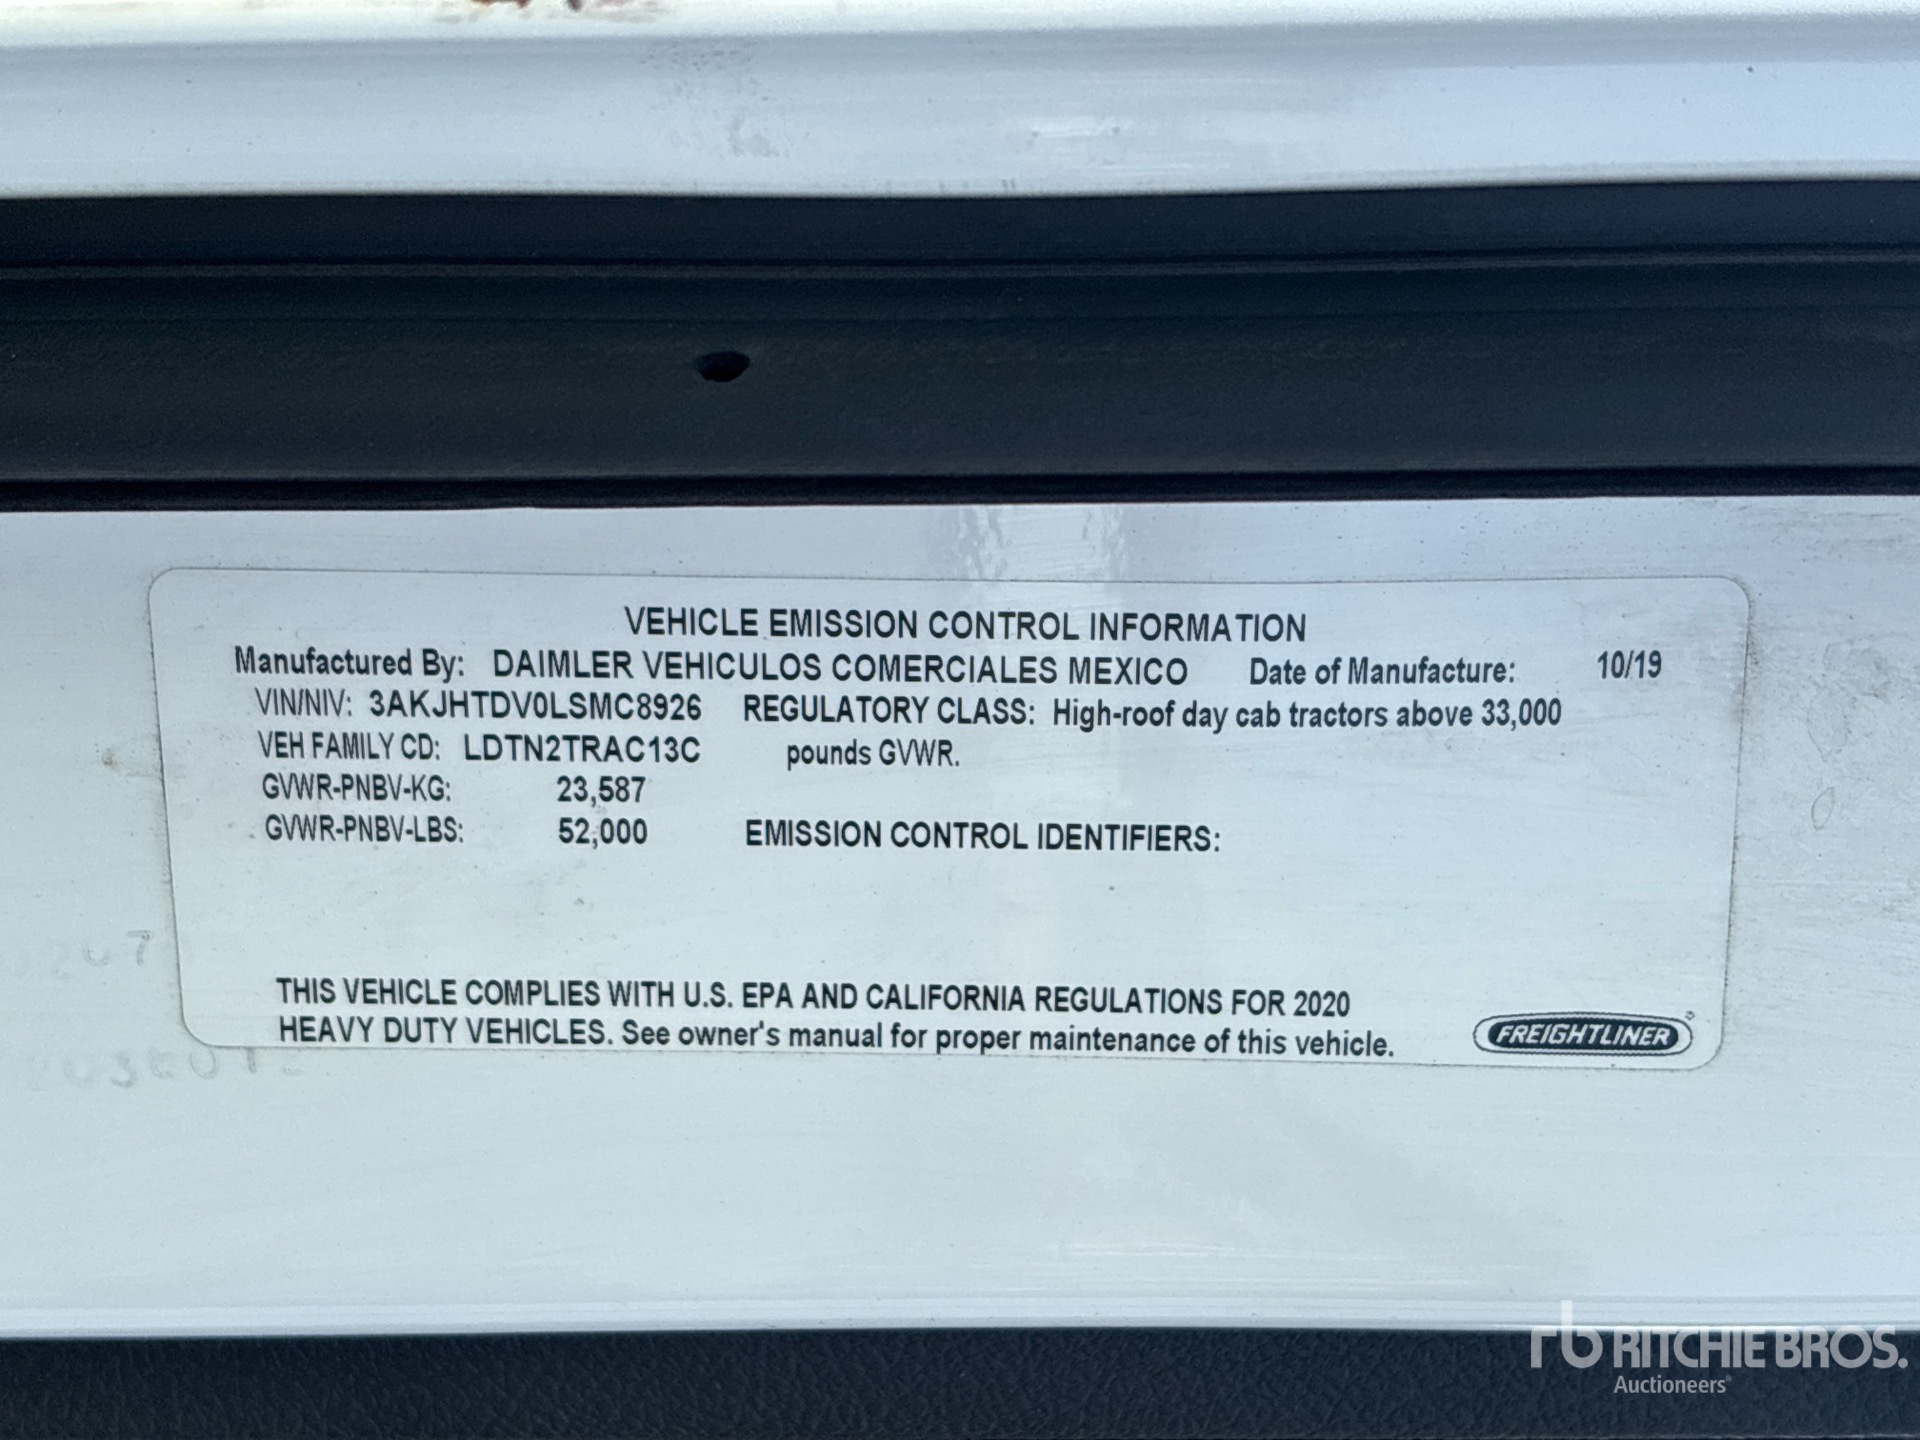 VEHICLE EMISSION CONTROL INFORMATION
Manufactured By: DAIMLER VEHICULOS COMERCIALES MEXICO Date of Manufacture: 10/19
VIN/NIV: 3AKJHTDV0LSMC8926 REGULATORY CLASS: High-roof day cab tractors above 33,000
VEH FAMILY CD: LDTN2TRAC13C pounds GVWR.
GVWR-PNBV-KG: 23,587
GVWR-PNBV-LBS: 52,000 EMISSION CONTROL IDENTIFIERS:
THIS VEHICLE COMPLIES WITH U.S. EPA AND CALIFORNIA REGULATIONS FOR 2020
HEAVY DUTY VEHICLES. See owner's manual for proper maintenance of this vehicle.
FREIGHTLINER
rb RITCHIE BROS.
Auctioneers